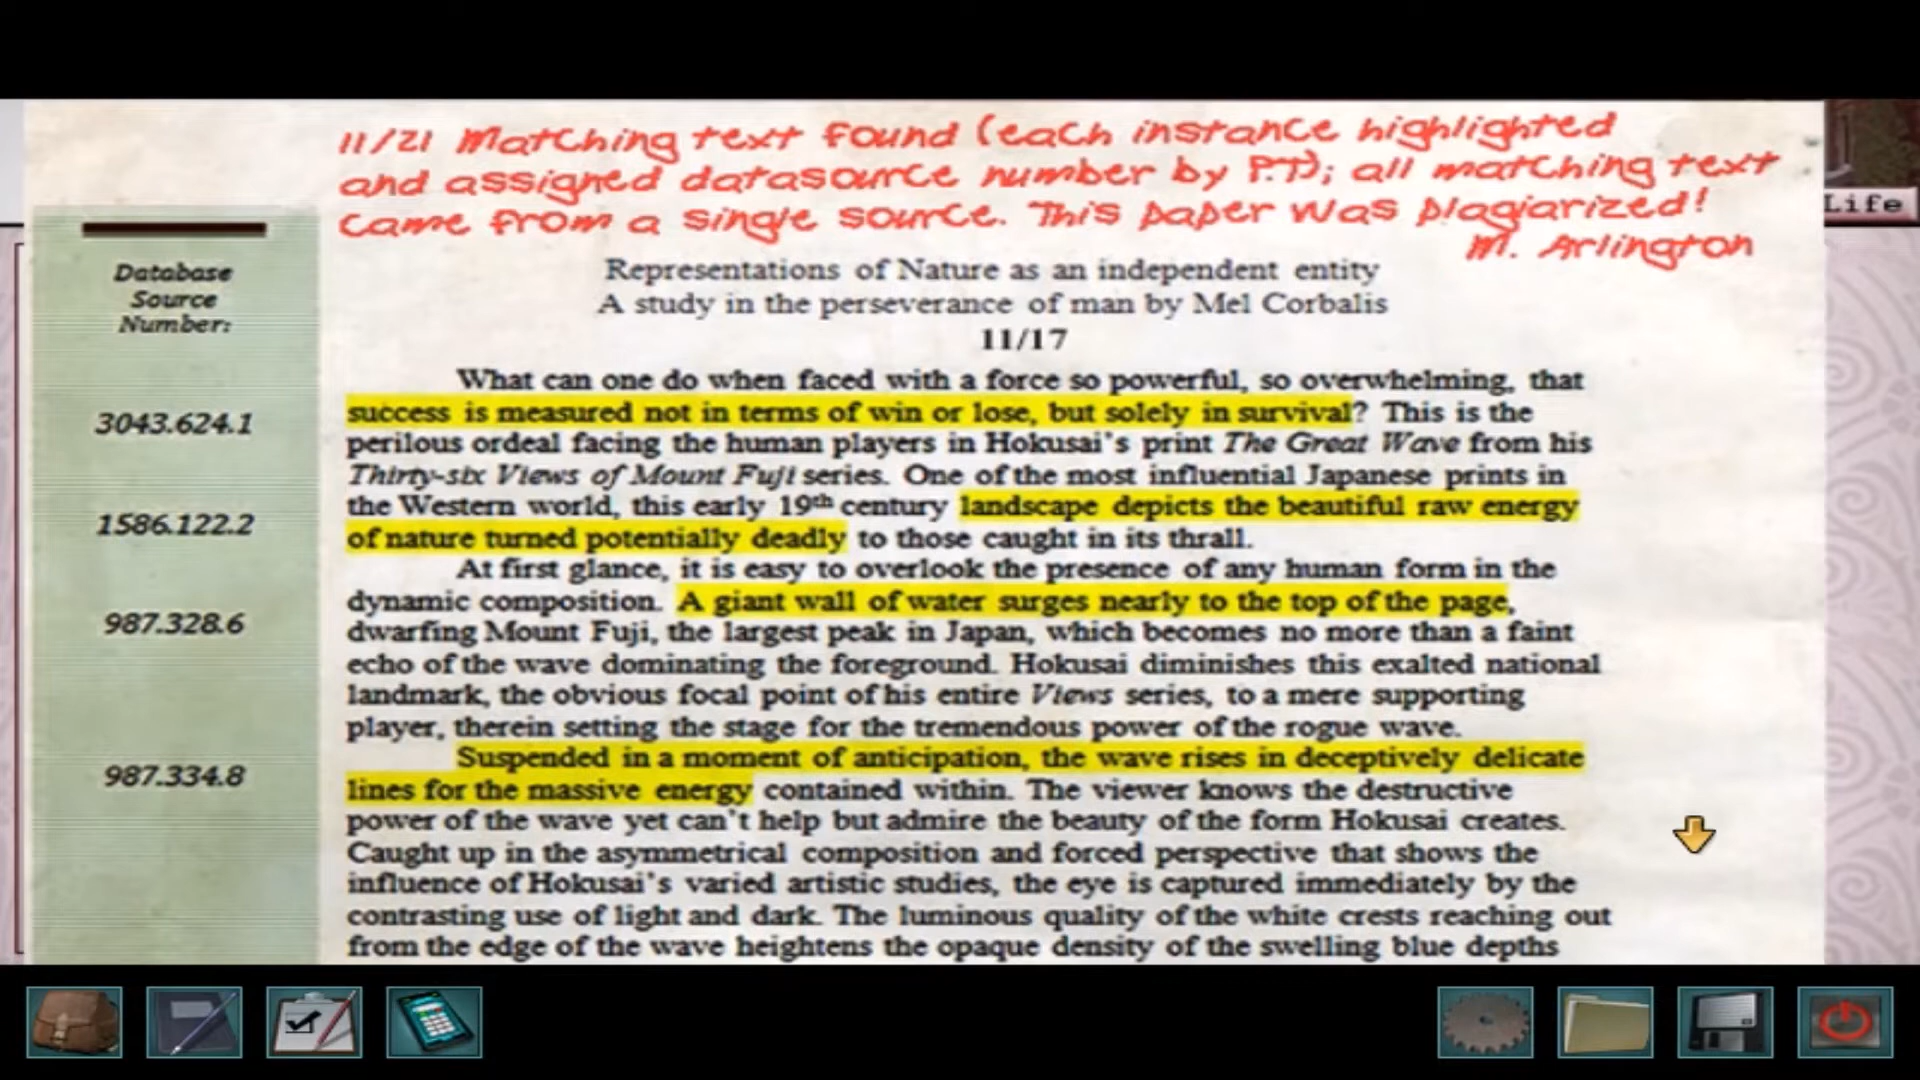 11/21 Matching text found (each instance highlighted
and assigned datasource number by P.T.); all matching text
came from a single source. This paper was plagiarized!
M. Arlington
Life
Database
Source
Number:
Representations of Nature as an independent entity
A study in the perseverance of man by Mel Corbalis
11/17
What can one do when faced with a force so powerful, so overwhelming, that
3043.624.1
success is measured not in terms of win or lose, but solely in survival? This is the
perilous ordeal facing the human players in Hokusai's print The Great Wave from his
Thirty-six Views of Mount Fuji series. One of the most influential Japanese prints in
1586.122.2
the Western world, this early 19th century landscape depicts the beautiful raw energy
of nature turned potentially deadly to those caught in its thrall.
At first glance, it is easy to overlook the presence of any human form in the
987.328.6
dynamic composition. A giant wall of water surges nearly to the top of the page,
dwarfing Mount Fuji, the largest peak in Japan, which becomes no more than a faint
echo of the wave dominating the foreground. Hokusai diminishes this exalted national
landmark, the obvious focal point of his entire Views series, to a mere supporting
player, therein setting the stage for the tremendous power of the rogue wave.
987.334.8
Suspended in a moment of anticipation, the wave rises in deceptively delicate
lines for the massive energy contained within. The viewer knows the destructive
power of the wave yet can't help but admire the beauty of the form Hokusai creates.
Caught up in the asymmetrical composition and forced perspective that shows the
influence of Hokusai's varied artistic studies, the eye is captured immediately by the
contrasting use of light and dark. The luminous quality of the white crests reaching out
from the edge of the wave heightens the opaque density of the swelling blue depths